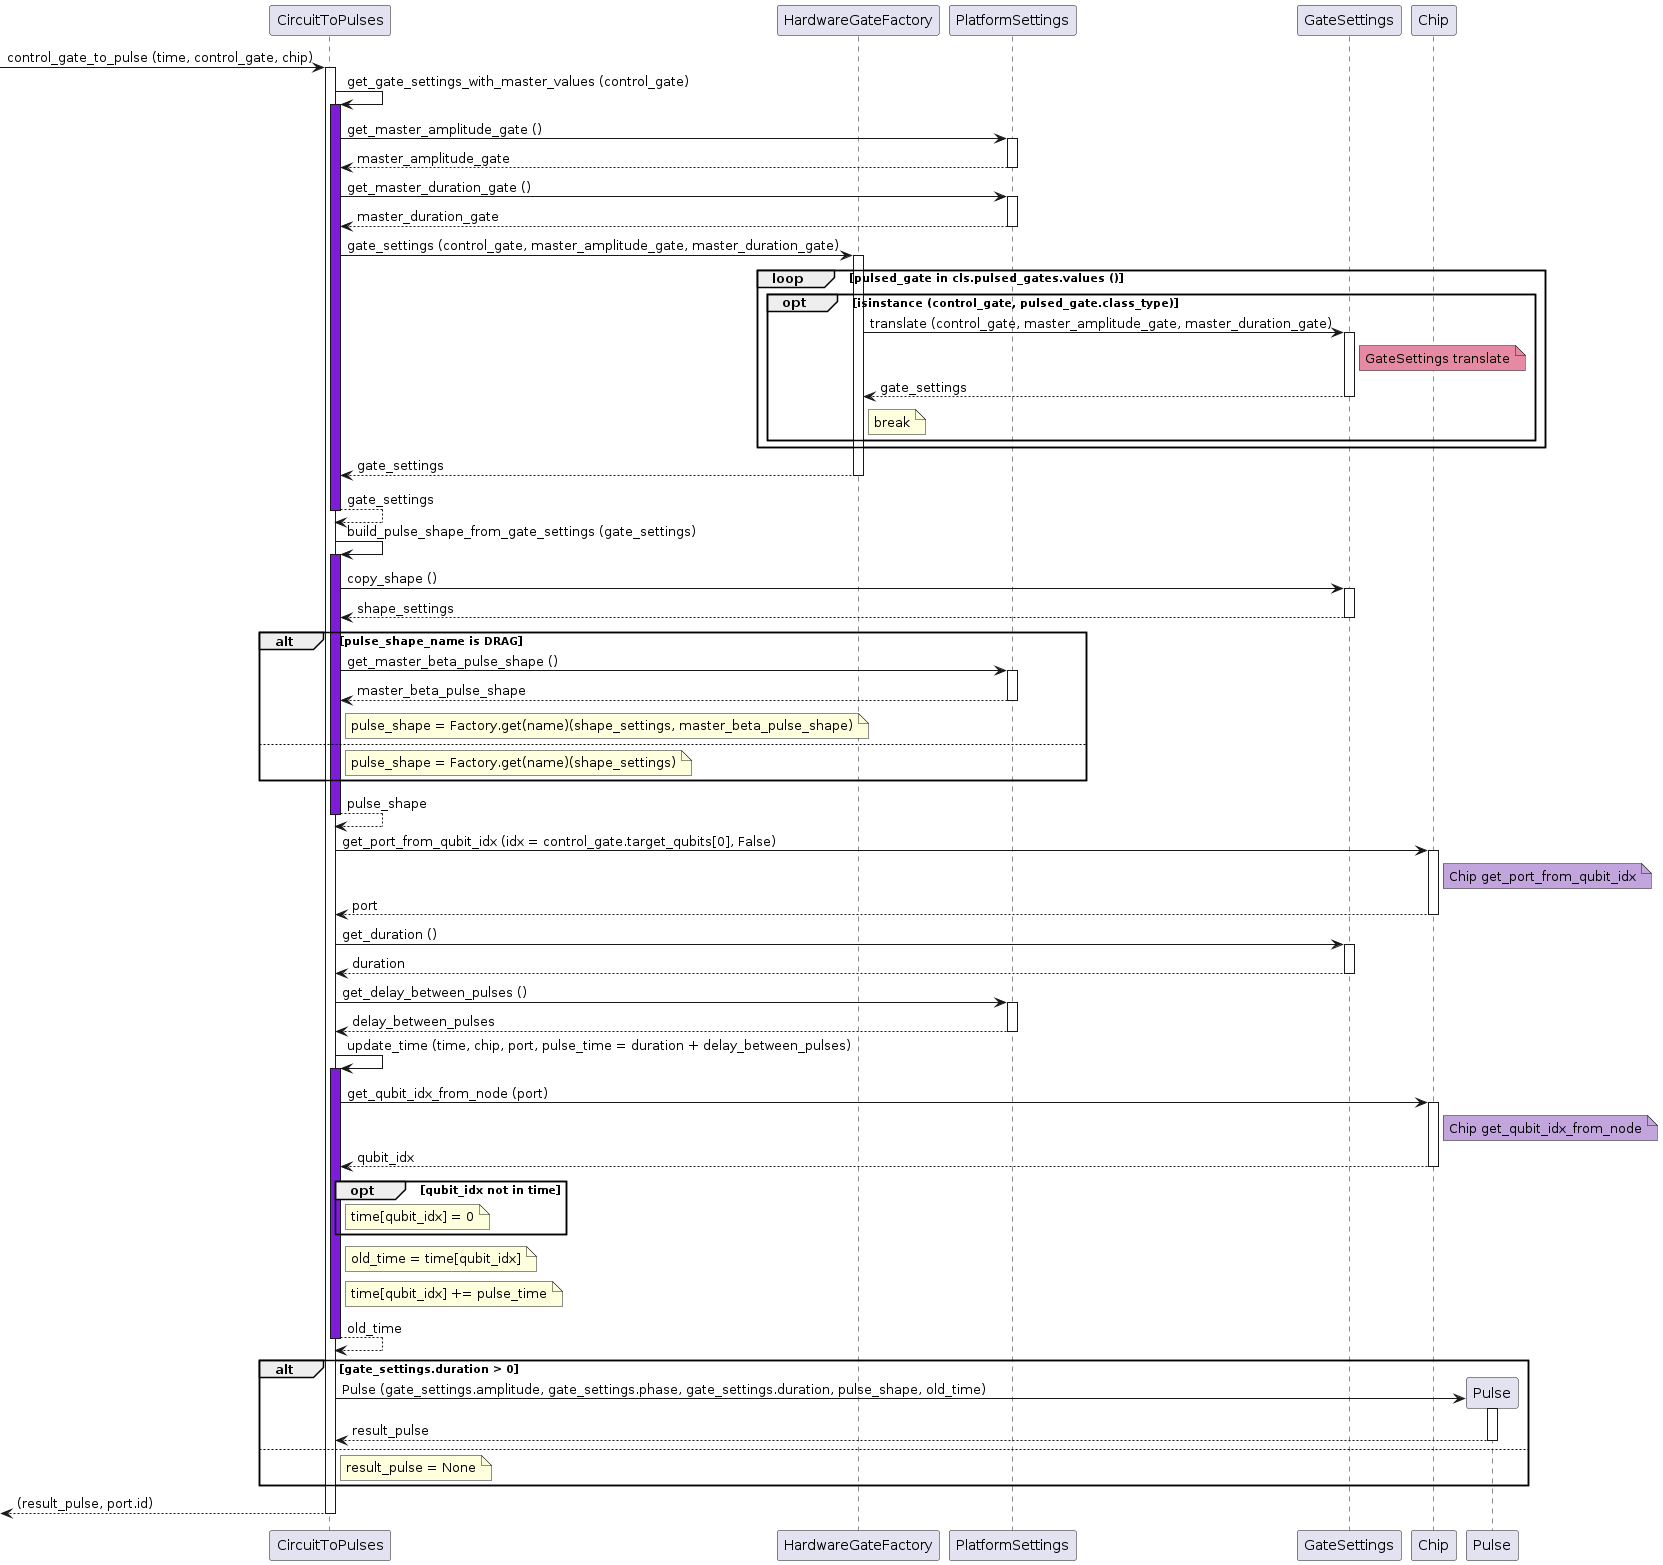 CircuitToPulses
HardwareGateFactory
PlatformSettings
GateSettings
Chip
control_gate_to_pulse (time, control_gate, chip)
get_gate_settings_with_master_values (control_gate)
get_master_amplitude_gate ()
master_amplitude_gate
get_master_duration_gate ()
master_duration_gate
gate_settings (control_gate, master_amplitude_gate, master_duration_gate)
loop [pulsed_gate in cls.pulsed_gates.values ()]
opt [isinstance (control_gate, pulsed_gate.class_type)]
translate (control_gate, master_amplitude_gate, master_duration_gate)
GateSettings translate
gate_settings
break
gate_settings
gate_settings
build_pulse_shape_from_gate_settings (gate_settings)
copy_shape ()
shape_settings
alt [pulse_shape_name is DRAG]
get_master_beta_pulse_shape ()
master_beta_pulse_shape
pulse_shape = Factory.get(name)(shape_settings, master_beta_pulse_shape)
pulse_shape = Factory.get(name)(shape_settings)
pulse_shape
get_port_from_qubit_idx (idx = control_gate.target_qubits[0], False)
Chip get_port_from_qubit_idx
port
get_duration ()
duration
get_delay_between_pulses ()
delay_between_pulses
update_time (time, chip, port, pulse_time = duration + delay_between_pulses)
get_qubit_idx_from_node (port)
Chip get_qubit_idx_from_node
qubit_idx
opt [qubit_idx not in time]
time[qubit_idx] = 0
old_time = time[qubit_idx]
time[qubit_idx] += pulse_time
old_time
alt [gate_settings.duration > 0]
Pulse (gate_settings.amplitude, gate_settings.phase, gate_settings.duration, pulse_shape, old_time)
Pulse
result_pulse
result_pulse = None
(result_pulse, port.id)
CircuitToPulses
HardwareGateFactory
PlatformSettings
GateSettings
Chip
Pulse